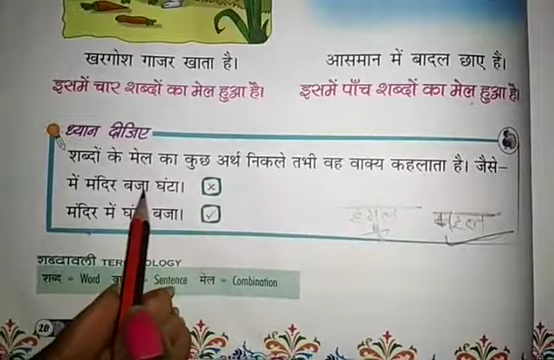 खरगोश गाजर खाता है।
आसमान में बादल छाए हैं।
इसमें चार शब्दों का मेल हुआ है।
इसमें पाँच शब्दों का मेल हुआ है।
ध्यान दीजिए
शब्दों के मेल का कुछ अर्थ निकले तभी वह वाक्य कहलाता है। जैसे–
में मंदिर बजा घंटा। ×
मंदिर में बजा। ✓
शब्दावली
शब्द = Word = Sentence मेल = Combination
20